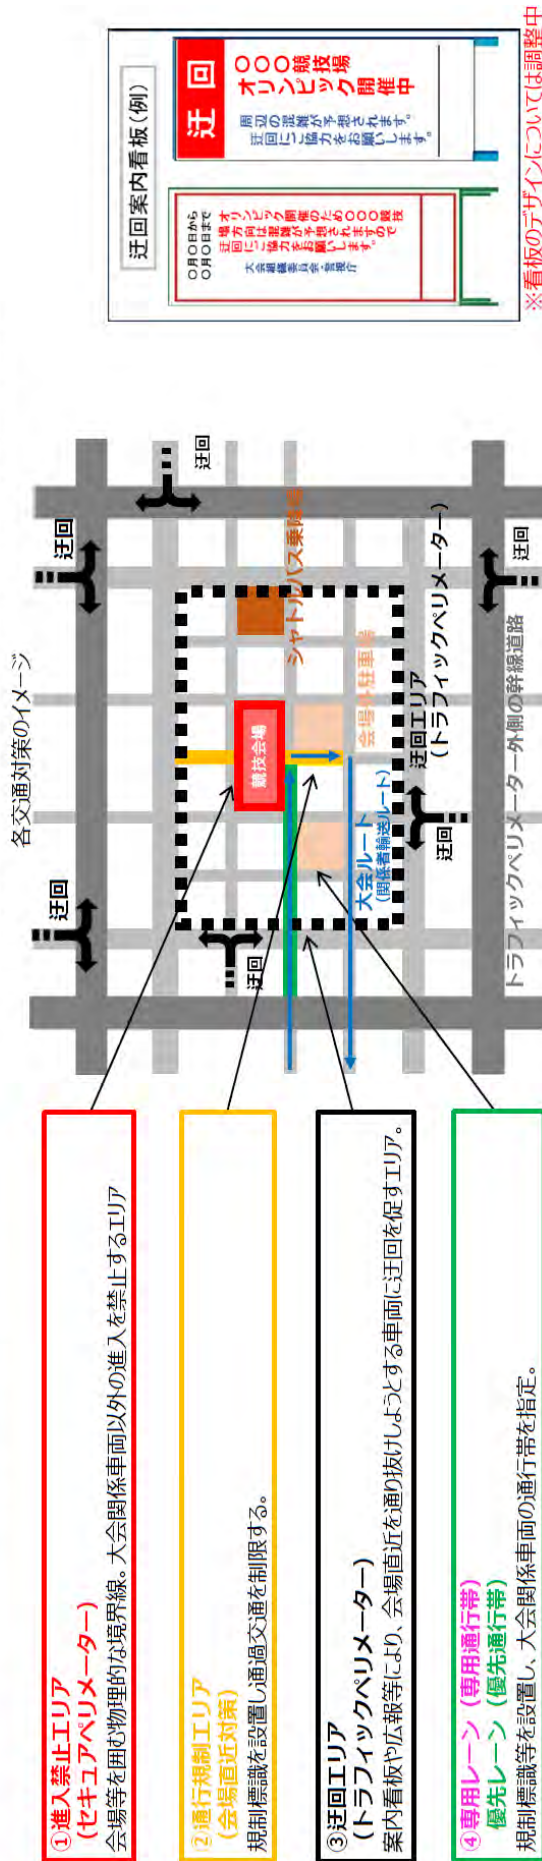 各交通対策のイメージ
①進入禁止エリア
(セキュアペリメーター)
会場等を囲む物理的な境界線。大会関係車両以外の進入を禁止するエリア
②通行規制エリア
(会場直近対策)
規制標識を設置し通過交通を制限する。
③迂回エリア
(トラフィックペリメーター)
案内看板や広報等により、会場直近を通り抜けしようとする車両に迂回を促すエリア。
④専用レーン(専用通行帯)
優先レーン(優先通行帯)
規制標識等を設置し、大会関係車両の通行帯を指定。
迂回
迂回
迂回
迂回
迂回
迂回
競技会場
シャトルバス乗降場
会場外駐車場
大会ルート
(関係者輸送ルート)
迂回エリア
(トラフィックペリメーター)
トラフィックペリメーター外側の幹線道路
迂回案内看板(例)
〇月〇日から
〇月〇日まで
オリンピック開催のため〇〇〇競技
場方向は混雑が予想されますので
迂回にご協力をお願いします。
大会組織委員会・警視庁
迂回
〇〇〇競技場
オリンピック開催中
周辺の混雑が予想されます。
迂回にご協力をお願いします。
※看板のデザインについては調整中